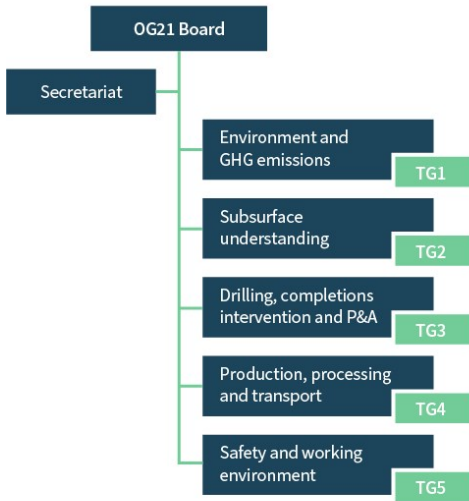 OG21 Board
Secretariat
Environment and
GHG emissions
TG1
Subsurface
understanding
TG2
Drilling, completions
intervention and P&A
TG3
Production, processing
and transport
TG4
Safety and working
environment
TG5